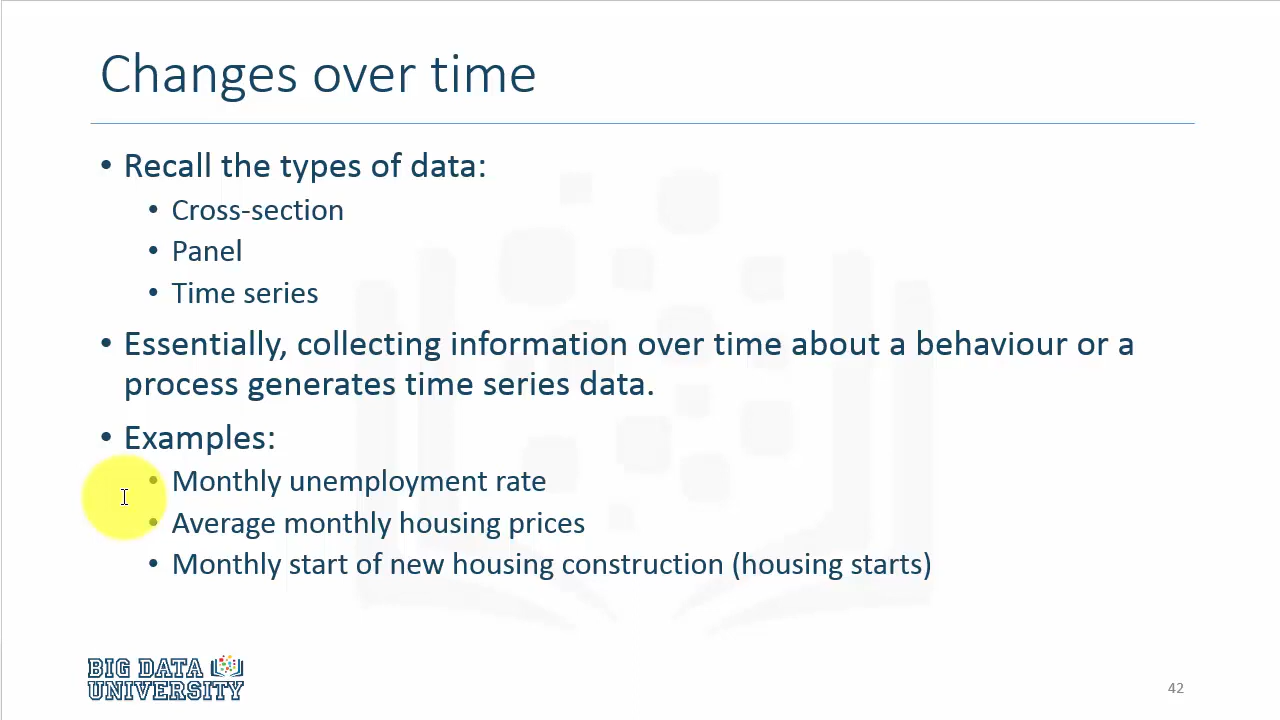 Changes over time
• Recall the types of data:
• Cross-section
• Panel
• Time series
• Essentially, collecting information over time about a behaviour or a
process generates time series data.
• Examples:
• Monthly unemployment rate
• Average monthly housing prices
• Monthly start of new housing construction (housing starts)
BIG DATA
UNIVERSITY
42